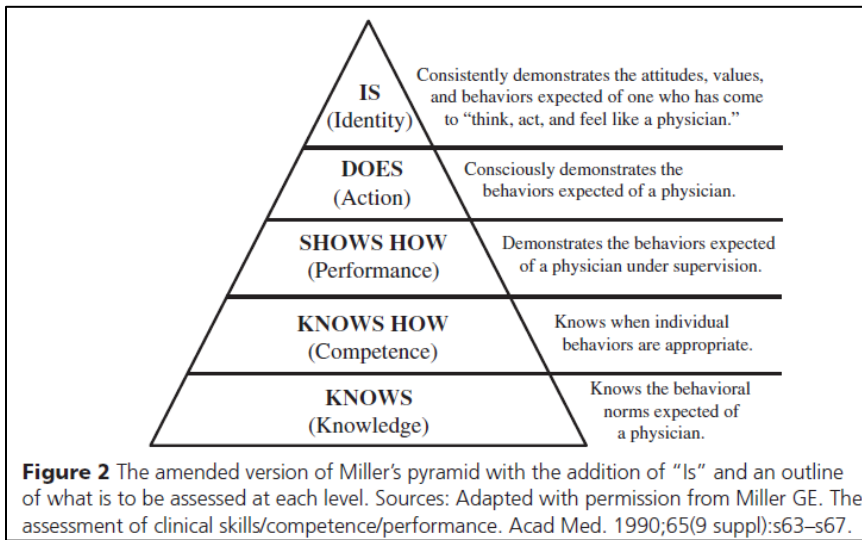 IS
(Identity)
Consistently demonstrates the attitudes, values,
and behaviors expected of one who has come
to “think, act, and feel like a physician.”
DOES
(Action)
Consciously demonstrates the
behaviors expected of a physician.
SHOWS HOW
(Performance)
Demonstrates the behaviors expected
of a physician under supervision.
KNOWS HOW
(Competence)
Knows when individual
behaviors are appropriate.
KNOWS
(Knowledge)
Knows the behavioral
norms expected of
a physician.
Figure 2 The amended version of Miller’s pyramid with the addition of “Is” and an outline
of what is to be assessed at each level. Sources: Adapted with permission from Miller GE. The
assessment of clinical skills/competence/performance. Acad Med. 1990;65(9 suppl):s63–s67.